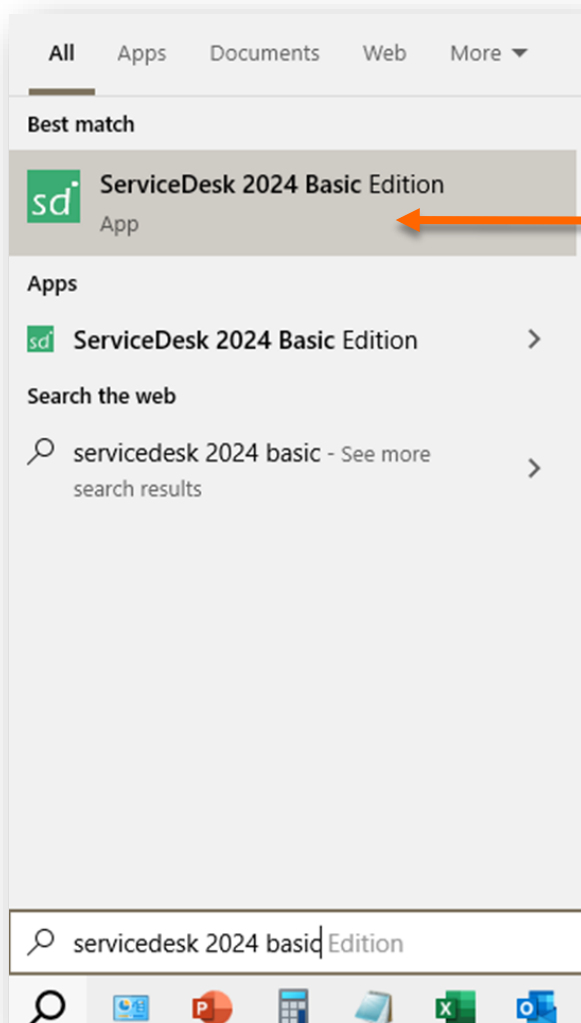 All Apps Documents Web More
Best match
sd
ServiceDesk 2024 Basic Edition
App
Apps
sd ServiceDesk 2024 Basic Edition
Search the web
servicedesk 2024 basic - See more
search results
servicedesk 2024 basic Edition
P X O